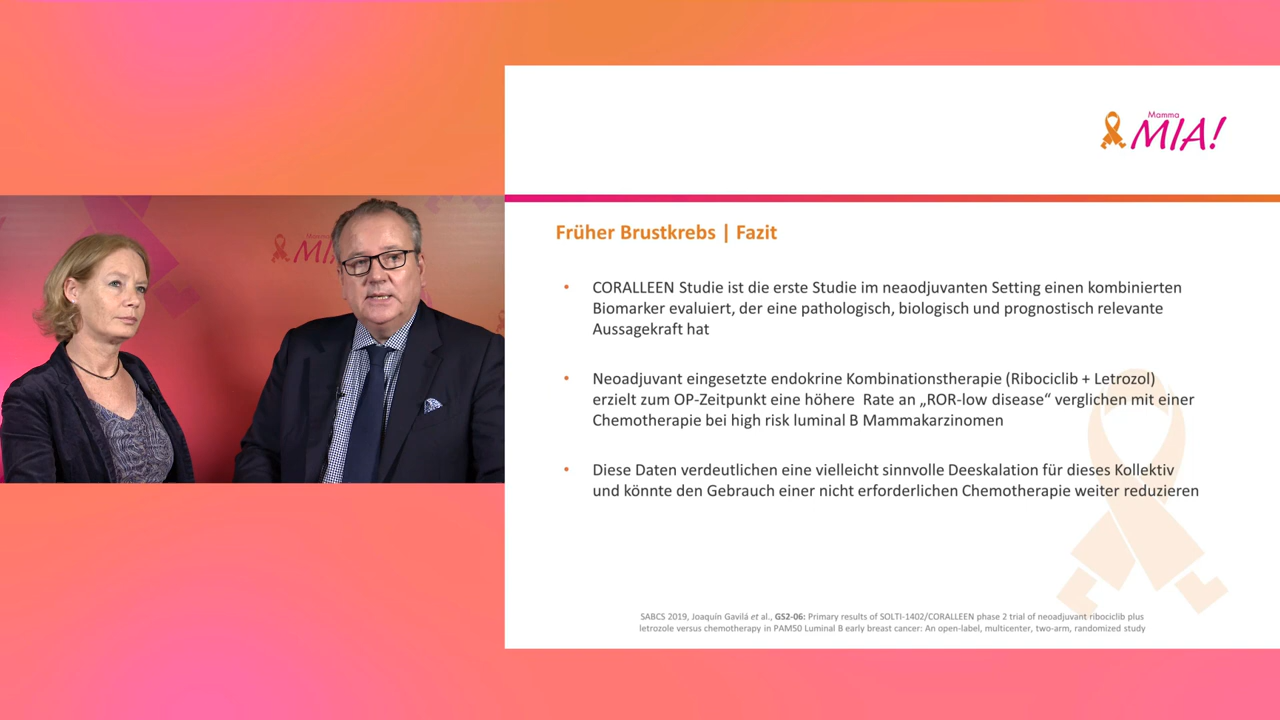 Mamma
MIA!
MI
Früher Brustkrebs | Fazit
• CORALLEEN Studie ist die erste Studie im neaodjuvanten Setting einen kombinierten
Biomarker evaluiert, der eine pathologisch, biologisch und prognostisch relevante
Aussagekraft hat
• Neoadjuvant eingesetzte endokrine Kombinationstherapie (Ribociclib + Letrozol)
erzielt zum OP-Zeitpunkt eine höhere Rate an „ROR-low disease“ verglichen mit einer
Chemotherapie bei high risk luminal B Mammakarzinomen
• Diese Daten verdeutlichen eine vielleicht sinnvolle Deeskalation für dieses Kollektiv
und könnte den Gebrauch einer nicht erforderlichen Chemotherapie weiter reduzieren
SABCS 2019, Joaquín Gavilá et al., GS2-06: Primary results of SOLTI-1402/CORALLEEN phase 2 trial of neoadjuvant ribociclib plus
letrozole versus chemotherapy in PAM50 Luminal B early breast cancer: An open-label, multicenter, two-arm, randomized study